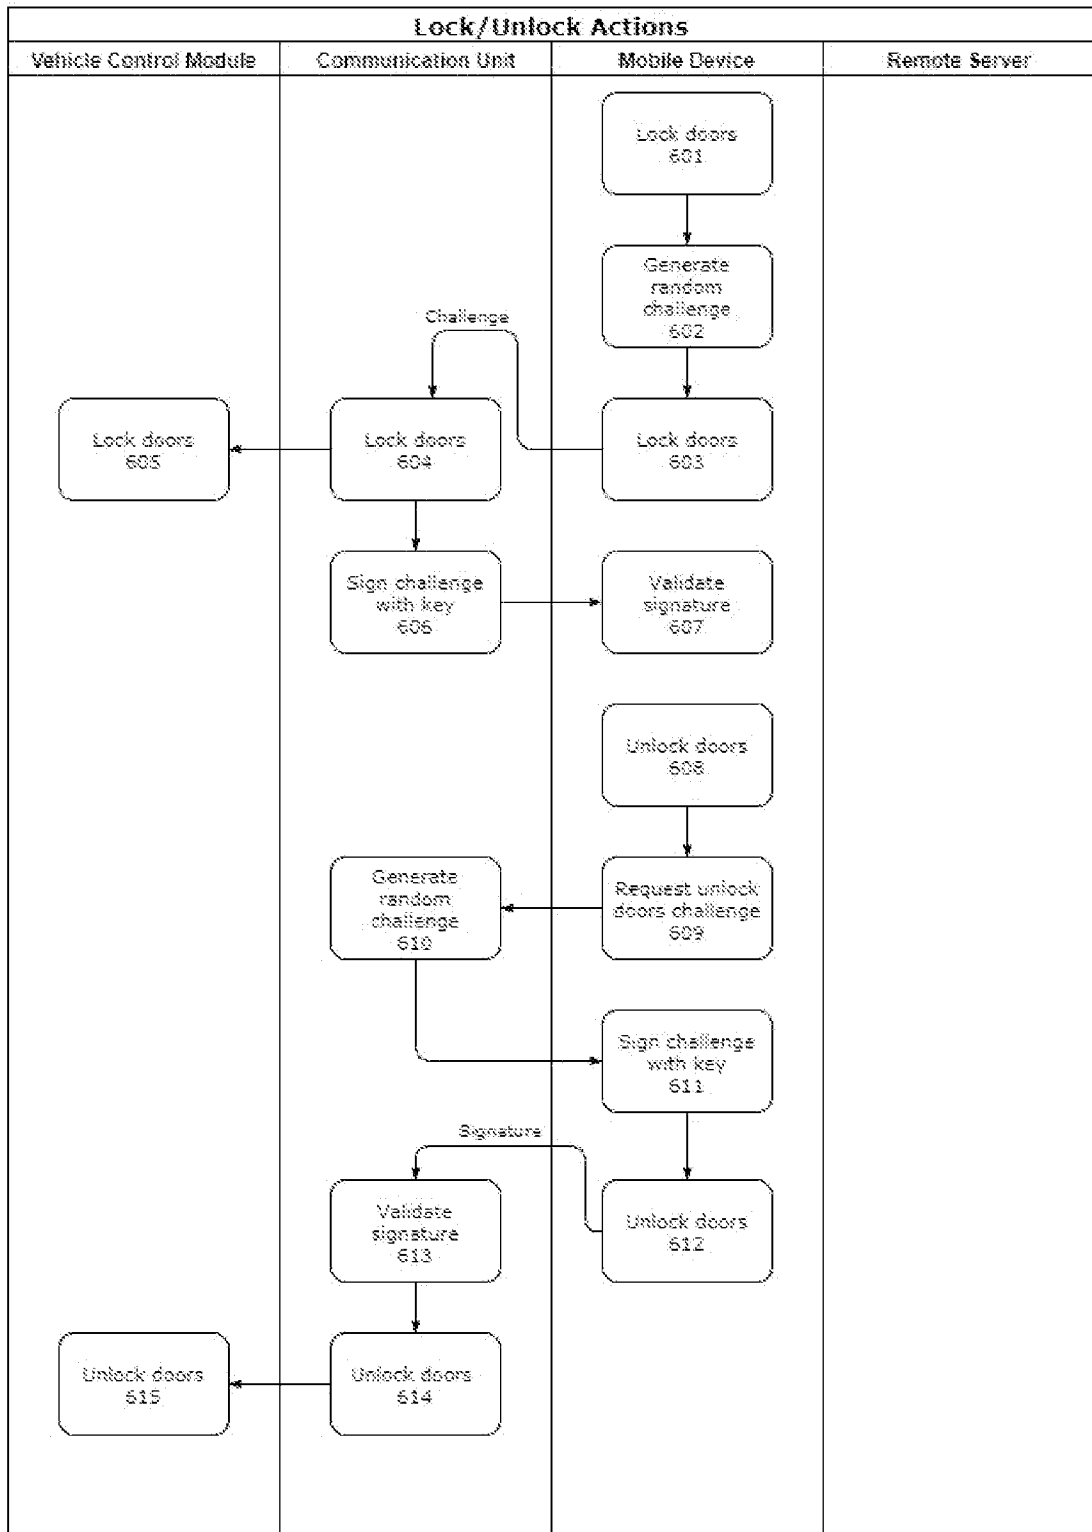 Lock/Unlock Actions
Vehicle Control Module
Communication Unit
Mobile Device
Remote Server
Lock doors
601
Generate
random
challenge
602
Challenge
Lock doors
605
Lock doors
604
Lock doors
603
Sign challenge
with key
606
Validate
signature
607
Unlock doors
608
Generate
random
challenge
610
Request unlock
doors challenge
609
Sign challenge
with key
611
Signature
Validate
signature
613
Unlock doors
612
Unlock doors
615
Unlock doors
614